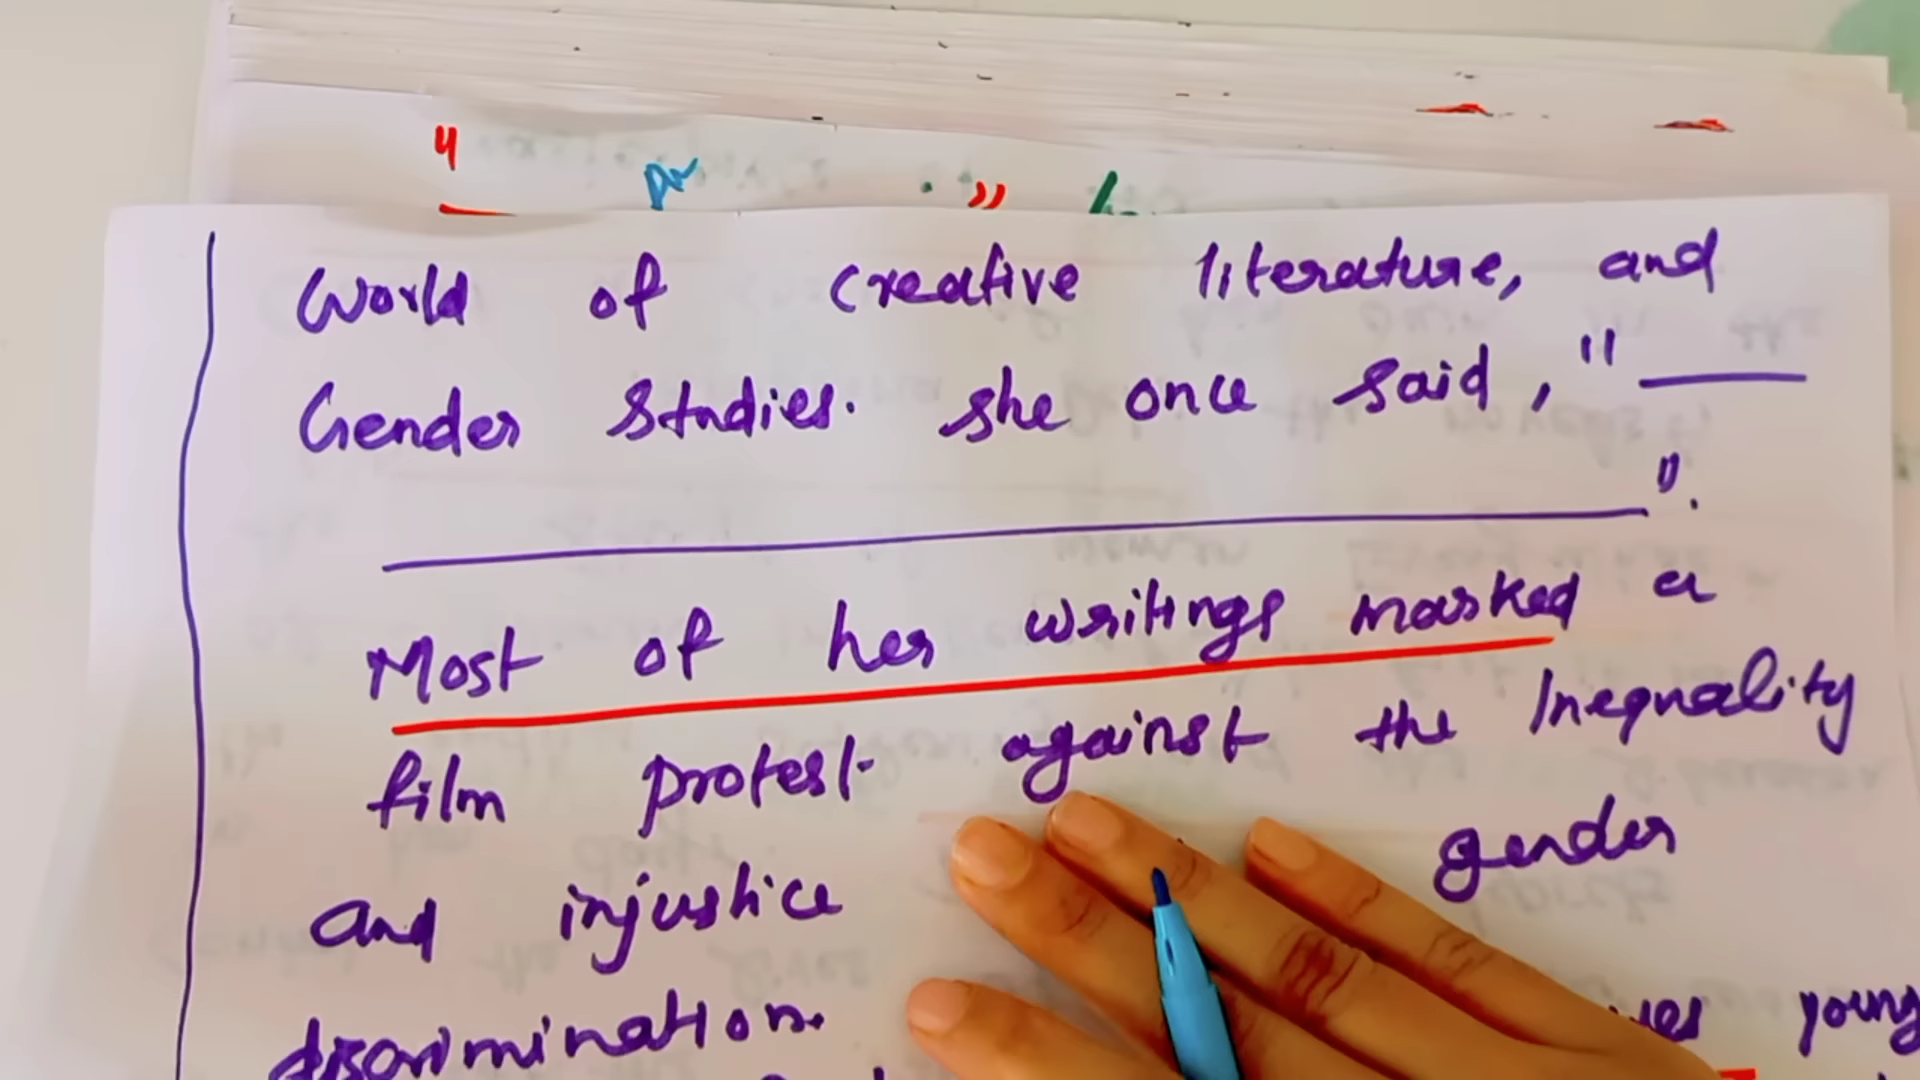 World of creative literature, and
Gender studies. she once said, "
".
Most of her writings marked a
film protest against the Inequality
and injustice gender
discrimination. young